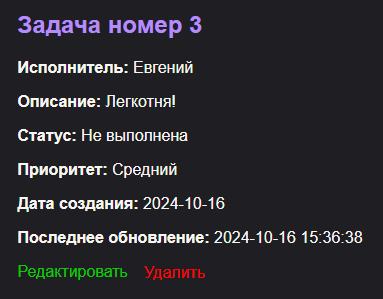 Задача номер 3
Исполнитель: Евгений
Описание: Легкотня!
Статус: Не выполнена
Приоритет: Средний
Дата создания: 2024-10-16
Последнее обновление: 2024-10-16 15:36:38
Редактировать Удалить